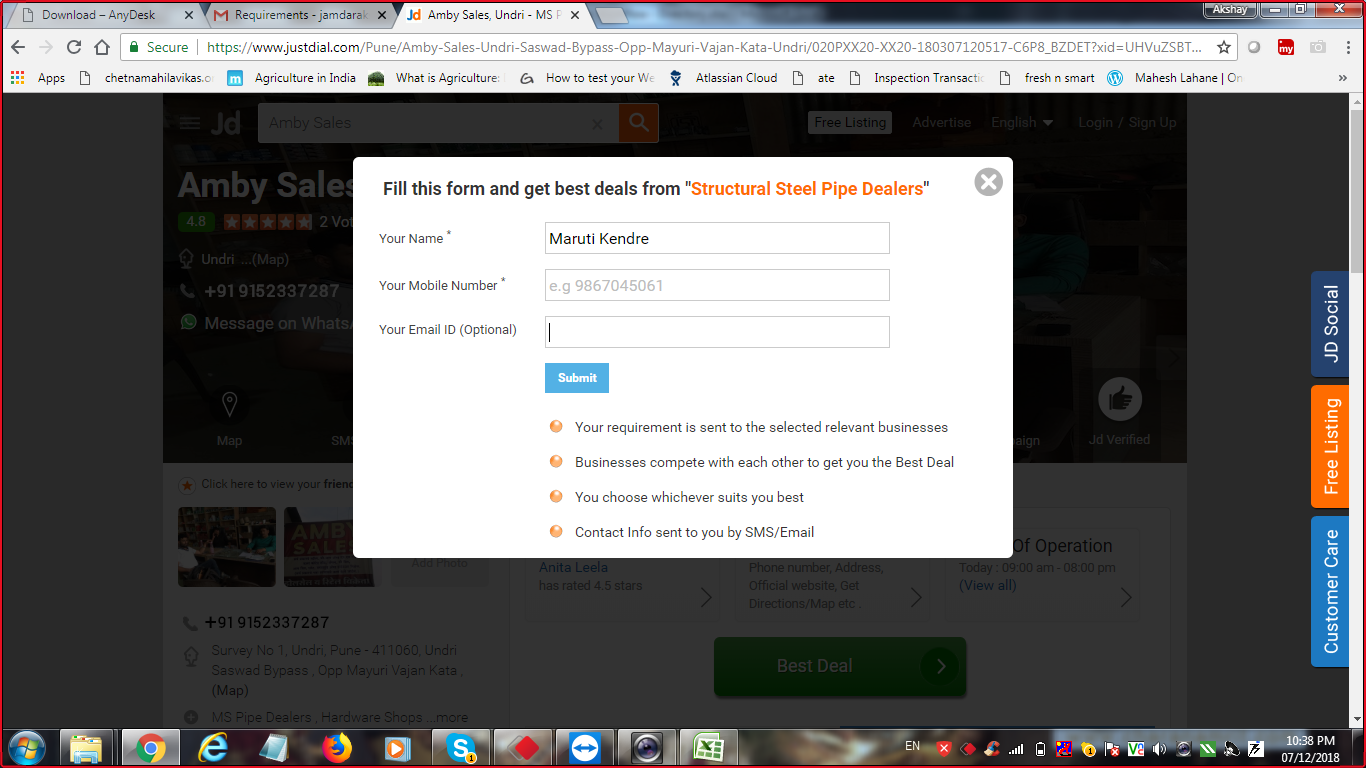 Download – AnyDesk
Requirements - jamdarak
Jd Amby Sales, Undri - MS P
Akshay
Secure
https://www.justdial.com/Pune/Amby-Sales-Undri-Saswad-Bypass-Opp-Mayuri-Vajan-Kata-Undri/020PXX20-XX20-180307120517-C6P8_BZDET?xid=UHVuZSBT...
my
Apps
chetnamahilavikas.o
m Agriculture in India
What is Agriculture:
How to test your We
Atlassian Cloud
ate
Inspection Transacti
fresh n smart
Mahesh Lahane | On
»
Jd
Amby Sales
Free Listing
Advertise
English
Login / Sign Up
Amby Sales
4.8
2 Vot
Undri ...(Map)
+91 9152337287
Message on Whats
Map
SMS
aign
Jd Verified
Fill this form and get best deals from "Structural Steel Pipe Dealers"
Your Name *
Maruti Kendre
Your Mobile Number *
e.g 9867045061
Your Email ID (Optional)
Submit
Your requirement is sent to the selected relevant businesses
Businesses compete with each other to get you the Best Deal
You choose whichever suits you best
Contact Info sent to you by SMS/Email
JD Social
Free Listing
Customer Care
Click here to view your friend
AMBY
SALES
Add Photo
Anita Leela
has rated 4.5 stars
Phone number, Address,
Official website, Get
Directions/Map etc .
Of Operation
Today : 09:00 am - 08:00 pm
(View all)
+91 9152337287
Survey No 1, Undri, Pune - 411060, Undri
Saswad Bypass , Opp Mayuri Vajan Kata ,
(Map)
MS Pipe Dealers , Hardware Shops ...more
Best Deal
EN
10:38 PM
07/12/2018